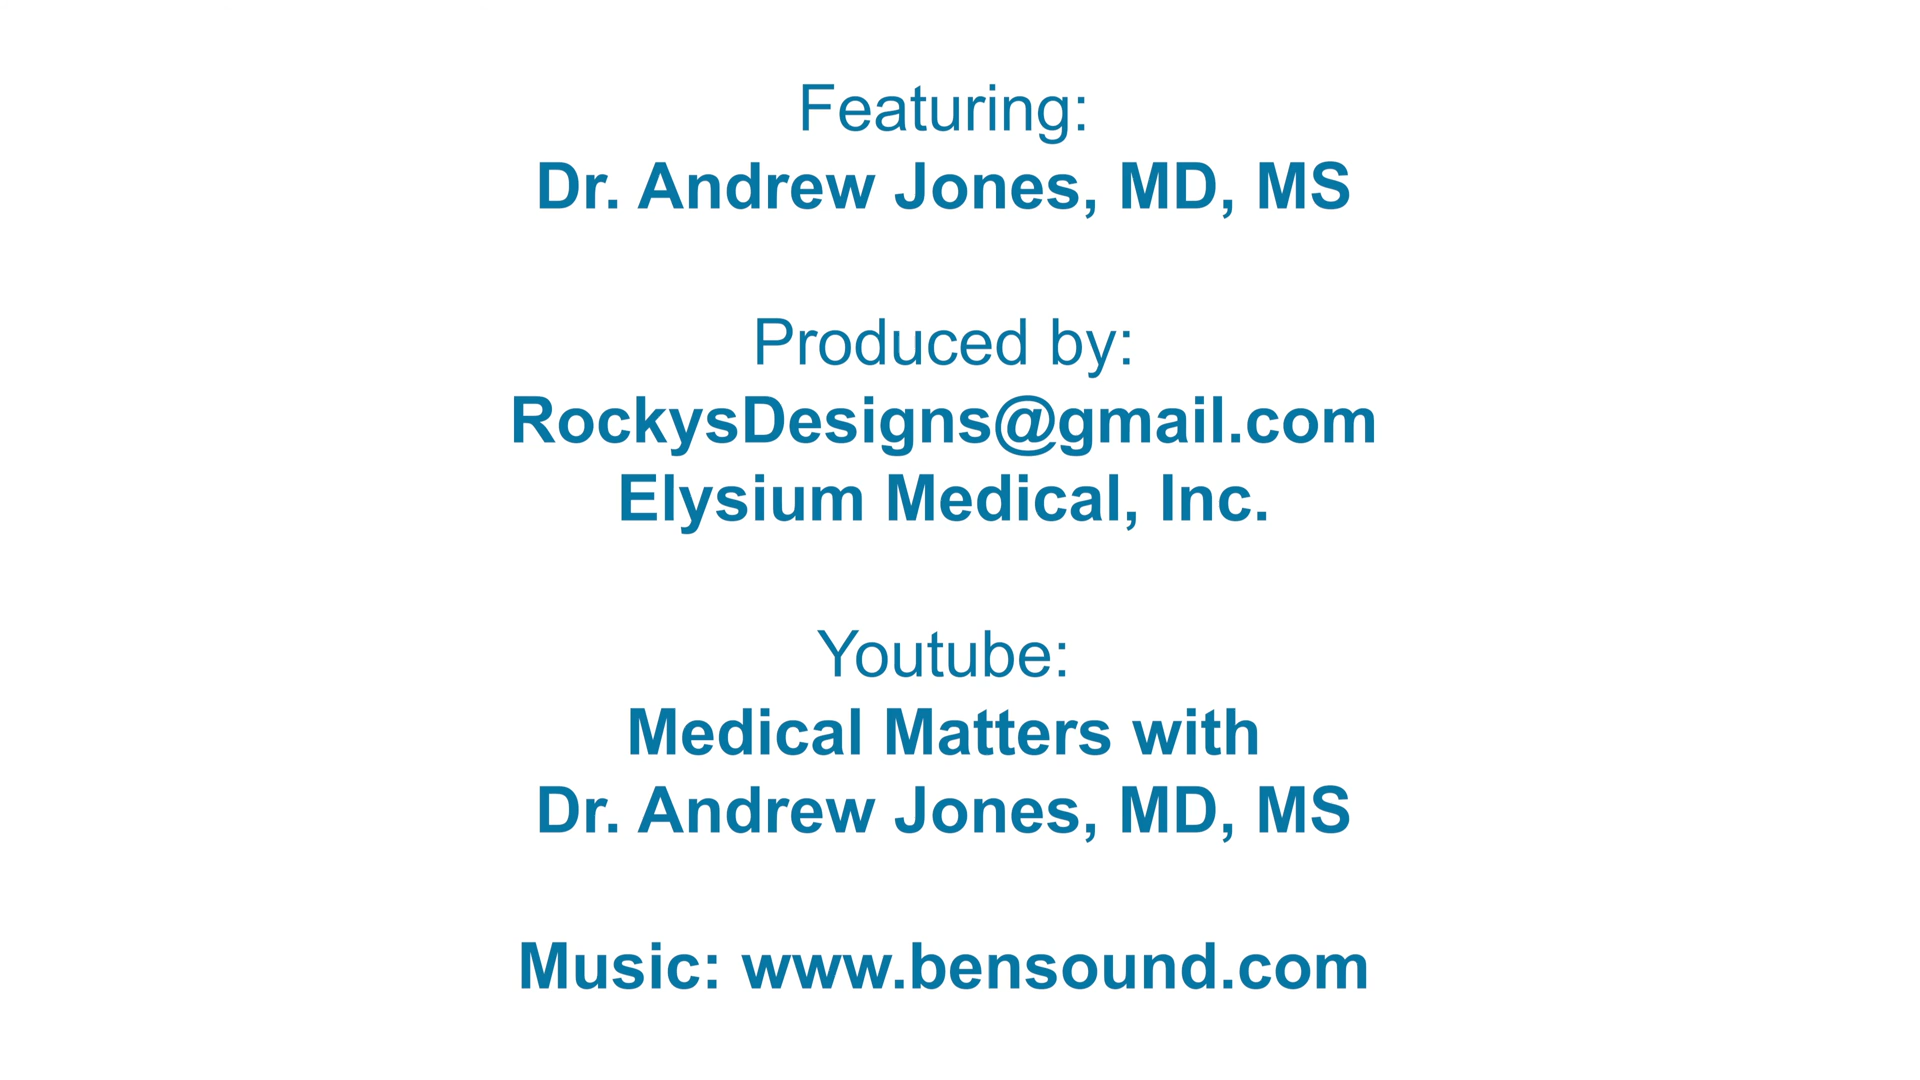 Featuring:
Dr. Andrew Jones, MD, MS
Produced by:
RockysDesigns@gmail.com
Elysium Medical, Inc.
Youtube:
Medical Matters with
Dr. Andrew Jones, MD, MS
Music: www.bensound.com